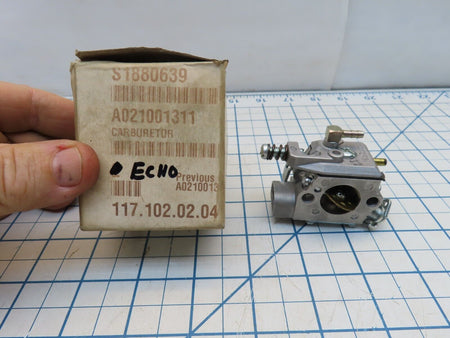 S1880639
A021001311
CARBURETOR
ECHO
Previous
A0210013
117.102.02.04